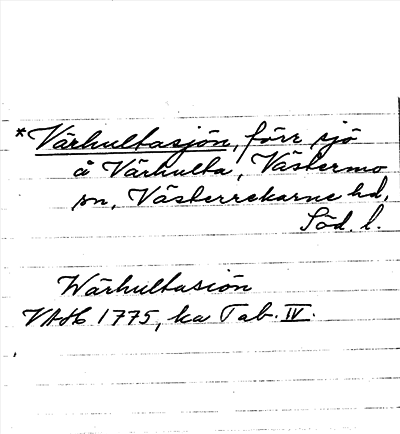 *Värhultasjön, förr sjö
å Värhulta, Västermo
sn, Västerrekarne hd,
Söd. l.
Wärhultasiön
VAH 1775, ka Tab. IV.